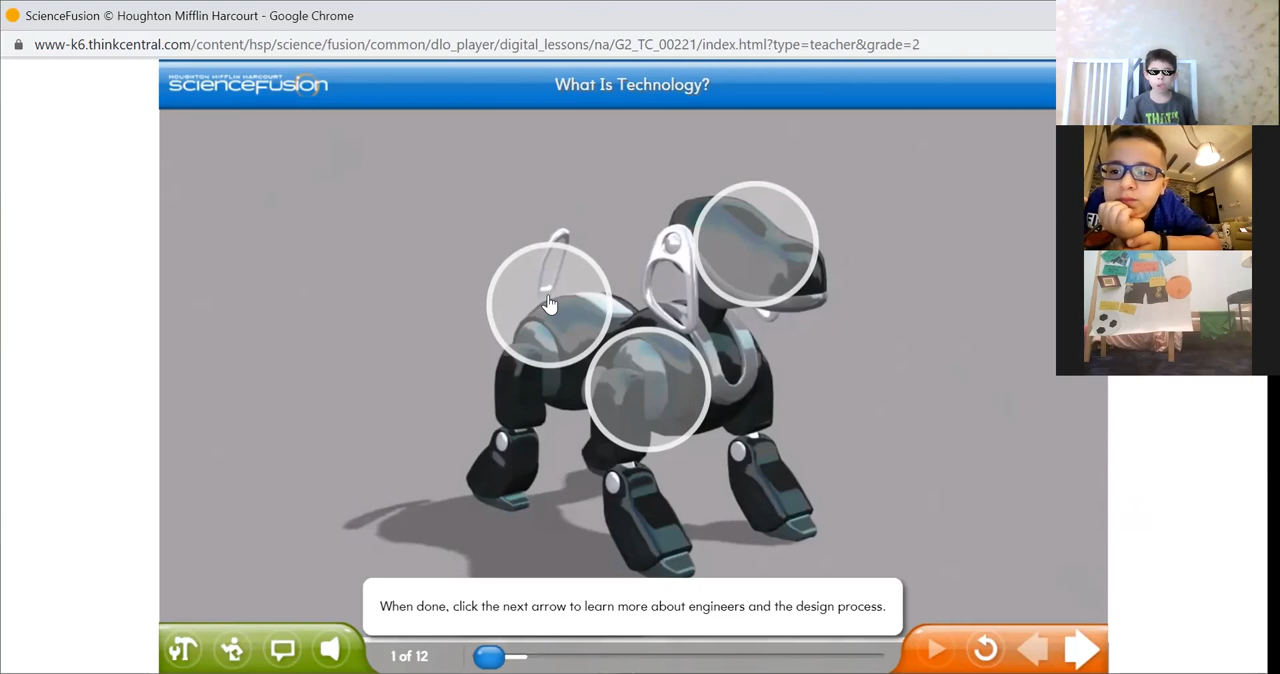 ScienceFusion © Houghton Mifflin Harcourt - Google Chrome
www-k6.thinkcentral.com/content/hsp/science/fusion/common/dlo_player/digital_lessons/na/G2_TC_00221/index.html?type=teacher&grade=2
HOUGHTON MIFFLIN HARCOURT
scienceFusion
What Is Technology?
When done, click the next arrow to learn more about engineers and the design process.
1 of 12